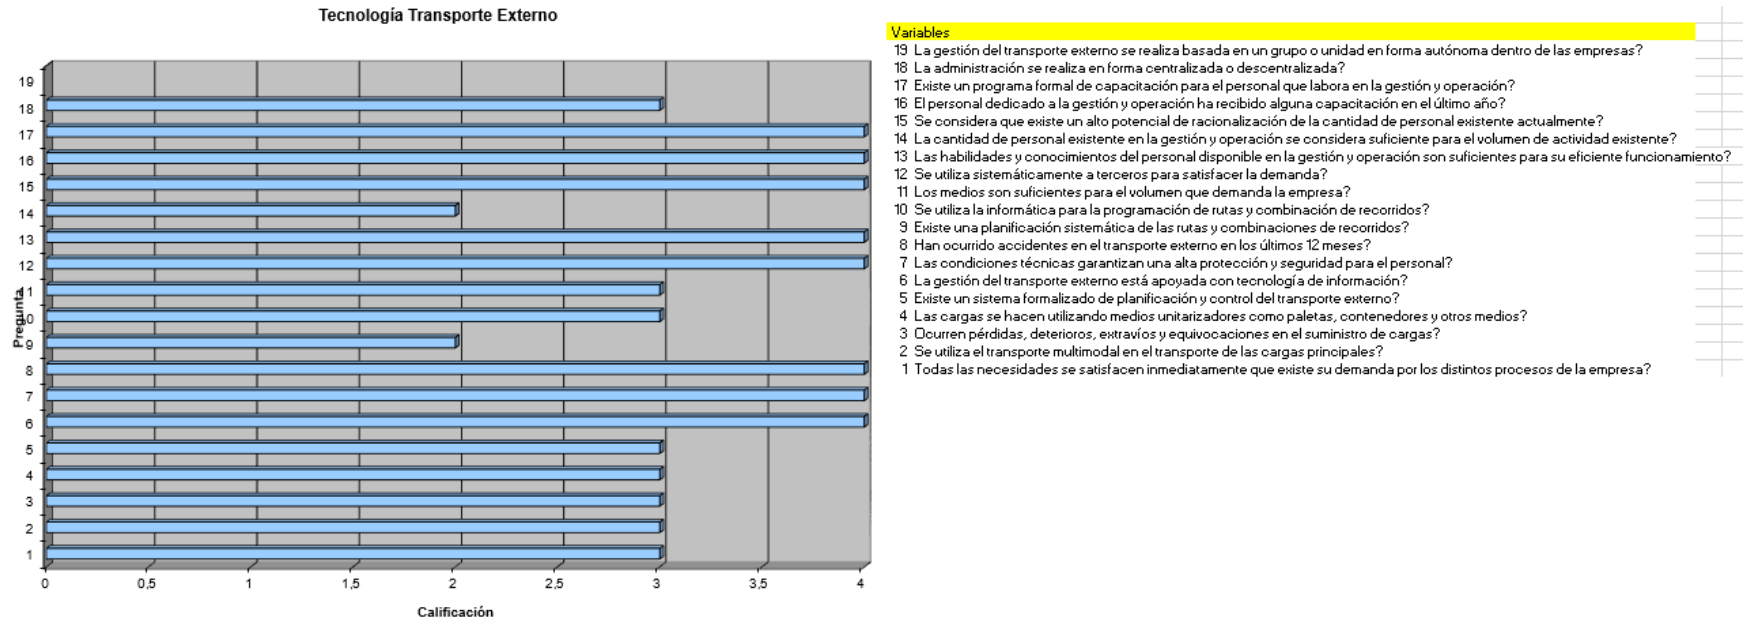 Tecnología Transporte Externo
19
18
17
16
15
14
13
12
11
10
9
8
7
6
5
4
3
2
1
Pregunta
0
0,5
1
1,5
2
2,5
3
3,5
4
Calificación
Variables
19 La gestión del transporte externo se realiza basada en un grupo o unidad en forma autónoma dentro de las empresas?
18 La administración se realiza en forma centralizada o descentralizada?
17 Existe un programa formal de capacitación para el personal que labora en la gestión y operación?
16 El personal dedicado a la gestión y operación ha recibido alguna capacitación en el último año?
15 Se considera que existe un alto potencial de racionalización de la cantidad de personal existente actualmente?
14 La cantidad de personal existente en la gestión y operación se considera suficiente para el volumen de actividad existente?
13 Las habilidades y conocimientos del personal disponible en la gestión y operación son suficientes para su eficiente funcionamiento?
12 Se utiliza sistemáticamente a terceros para satisfacer la demanda?
11 Los medios son suficientes para el volumen que demanda la empresa?
10 Se utiliza la informática para la programación de rutas y combinación de recorridos?
9 Existe una planificación sistemática de las rutas y combinaciones de recorridos?
8 Han ocurrido accidentes en el transporte externo en los últimos 12 meses?
7 Las condiciones técnicas garantizan una alta protección y seguridad para el personal?
6 La gestión del transporte externo está apoyada con tecnología de información?
5 Existe un sistema formalizado de planificación y control del transporte externo?
4 Las cargas se hacen utilizando medios unitarizadores como paletas, contenedores y otros medios?
3 Ocurren pérdidas, deterioros, extravíos y equivocaciones en el suministro de cargas?
2 Se utiliza el transporte multimodal en el transporte de las cargas principales?
1 Todas las necesidades se satisfacen inmediatamente que existe su demanda por los distintos procesos de la empresa?